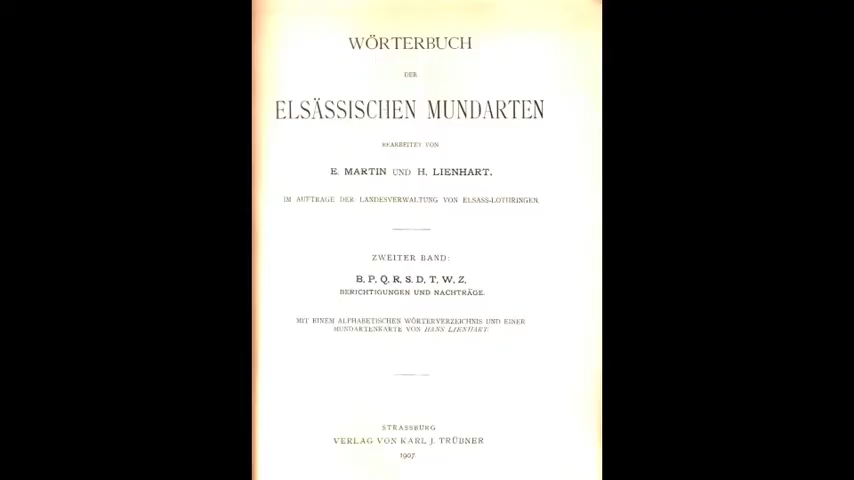 WÖRTERBUCH
DER
ELSÄSSISCHEN MUNDARTEN
BEARBEITET VON
E. MARTIN UND H. LIENHART,
IM AUFTRAGE DER LANDESVERWALTUNG VON ELSASS-LOTHRINGEN.
ZWEITER BAND:
B, P, Q, R, S, D, T, W, Z,
BERICHTIGUNGEN UND NACHTRÄGE.
MIT EINEM ALPHABETISCHEN WÖRTERVERZEICHNIS UND EINER
MUNDARTENKARTE VON HANS LIENHART.
STRASSBURG
VERLAG VON KARL J. TRÜBNER
1907.